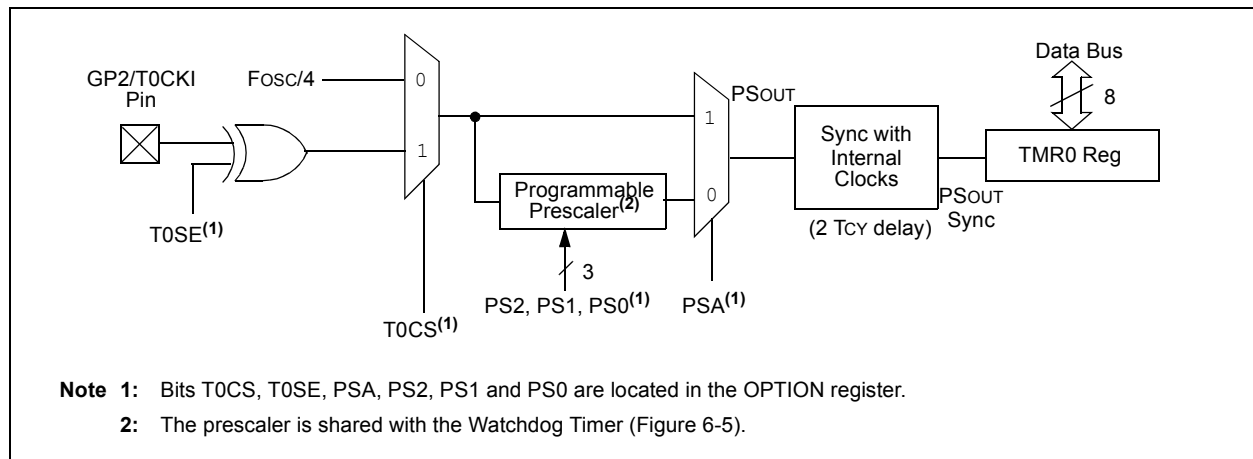 Data Bus
8
GP2/T0CKI
Pin
FOSC/4
0
1
T0SE(1)
T0CS(1)
Programmable
Prescaler(2)
3
PS2, PS1, PS0(1)
1
0
PSA(1)
PSOUT
Sync with
Internal
Clocks
(2 TCY delay)
PSOUT
Sync
TMR0 Reg
Note 1: Bits T0CS, T0SE, PSA, PS2, PS1 and PS0 are located in the OPTION register.
2: The prescaler is shared with the Watchdog Timer (Figure 6-5).